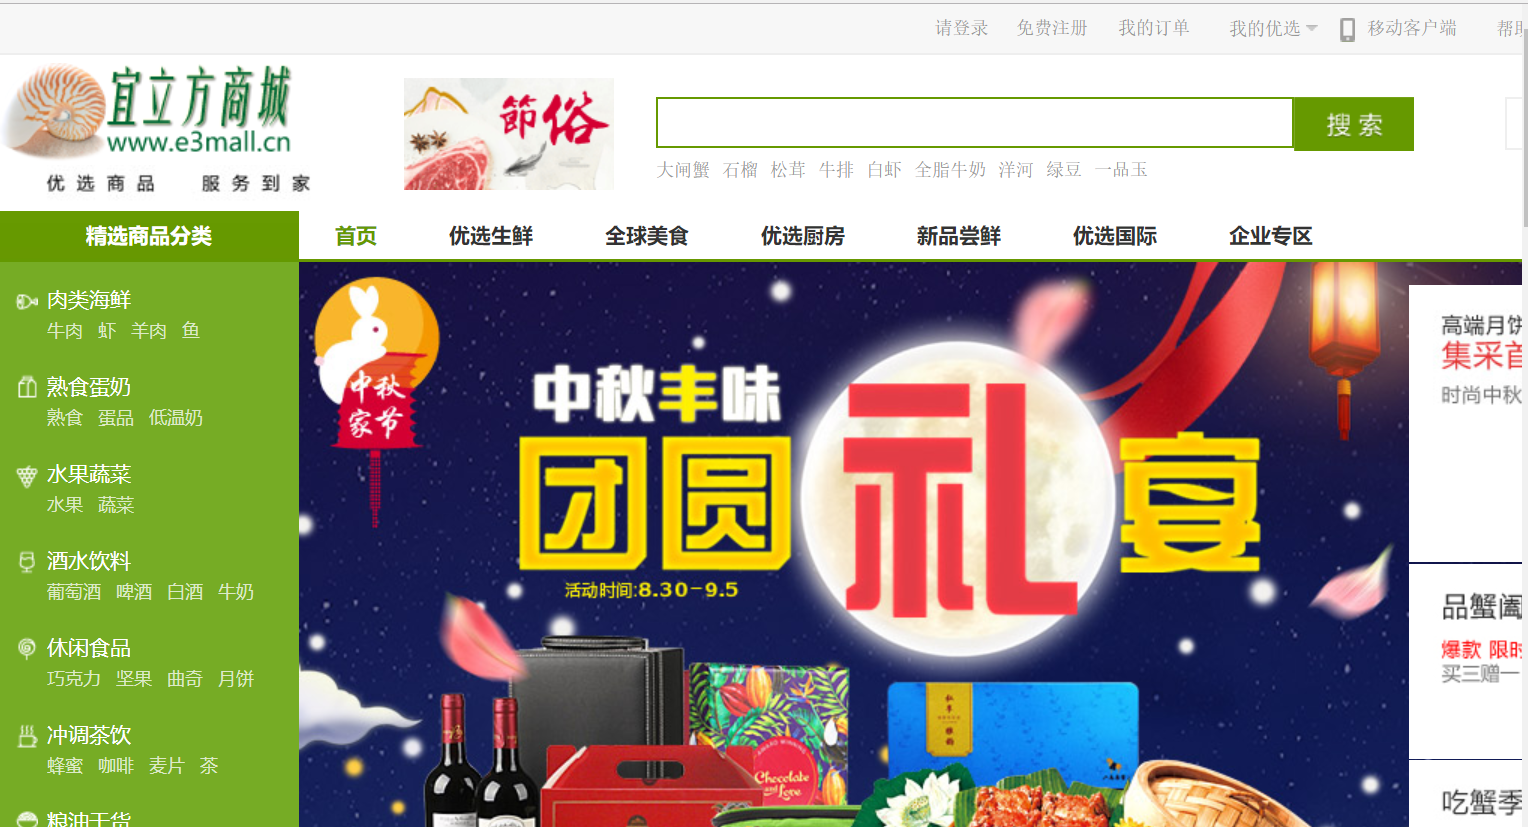 请登录 免费注册 我的订单 我的优选 移动客户端 帮助
宜立方商城
www.e3mall.cn
优选商品 服务到家
節俗
搜 索
大闸蟹 石榴 松茸 牛排 白虾 全脂牛奶 洋河 绿豆 一品玉
精选商品分类 首页 优选生鲜 全球美食 优选厨房 新品尝鲜 优选国际 企业专区
肉类海鲜
牛肉 虾 羊肉 鱼
熟食蛋奶
熟食 蛋品 低温奶
水果蔬菜
水果 蔬菜
酒水饮料
葡萄酒 啤酒 白酒 牛奶
休闲食品
巧克力 坚果 曲奇 月饼
冲调茶饮
蜂蜜 咖啡 麦片 茶
粮油干货
中秋
家节
中秋丰味
团圆礼宴
活动时间:8.30-9.5
Chocolate
and Love
高端月饼
集采首
时尚中秋
品蟹阖
爆款 限时
买三赠一
吃蟹季